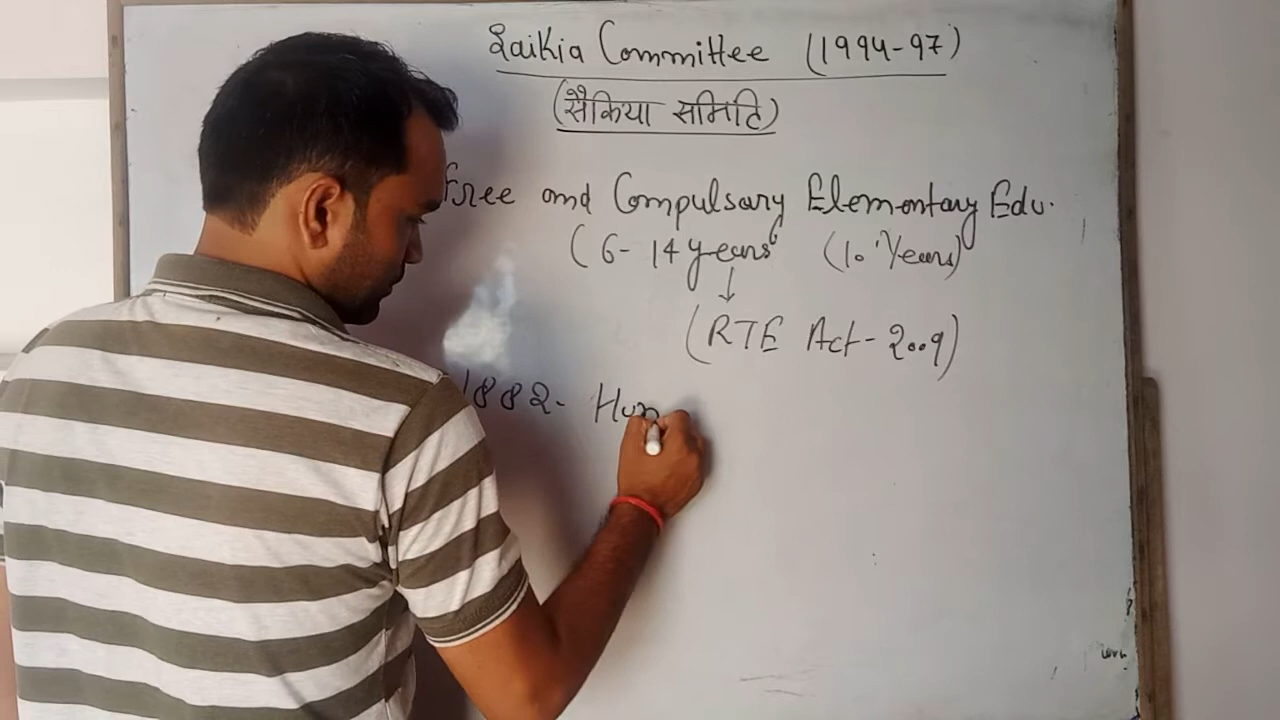 Saikia Committee (1994-97)
(सैकिया समिति)
Free and Compulsary Elementary Edu.
(6-14 years (10 Years)
↓
(RTE Act - 2009)
1882- Hun